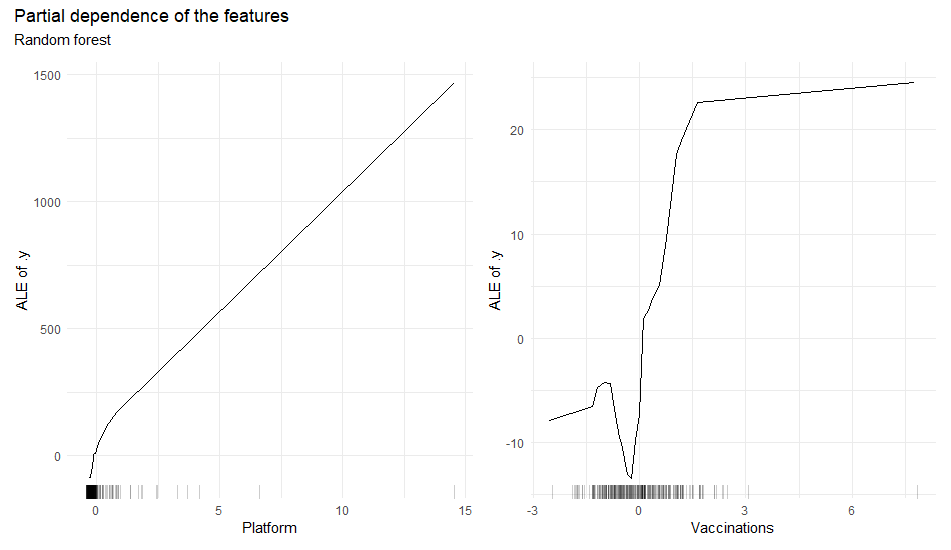 Partial dependence of the features
Random forest
ALE of .y
1500
1000
500
0
0
5
10
15
Platform
ALE of .y
20
10
0
-10
-3
0
3
6
Vaccinations